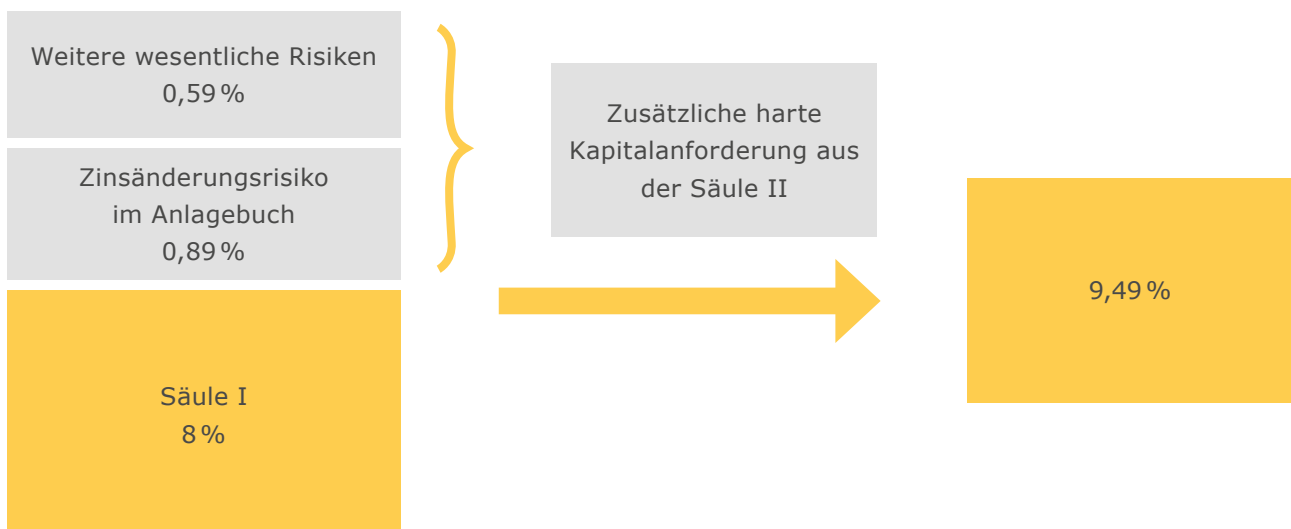 Weitere wesentliche Risiken
0,59 %
Zinsänderungsrisiko
im Anlagebuch
0,89 %
Säule I
8 %
Zusätzliche harte
Kapitalanforderung aus
der Säule II
9,49 %